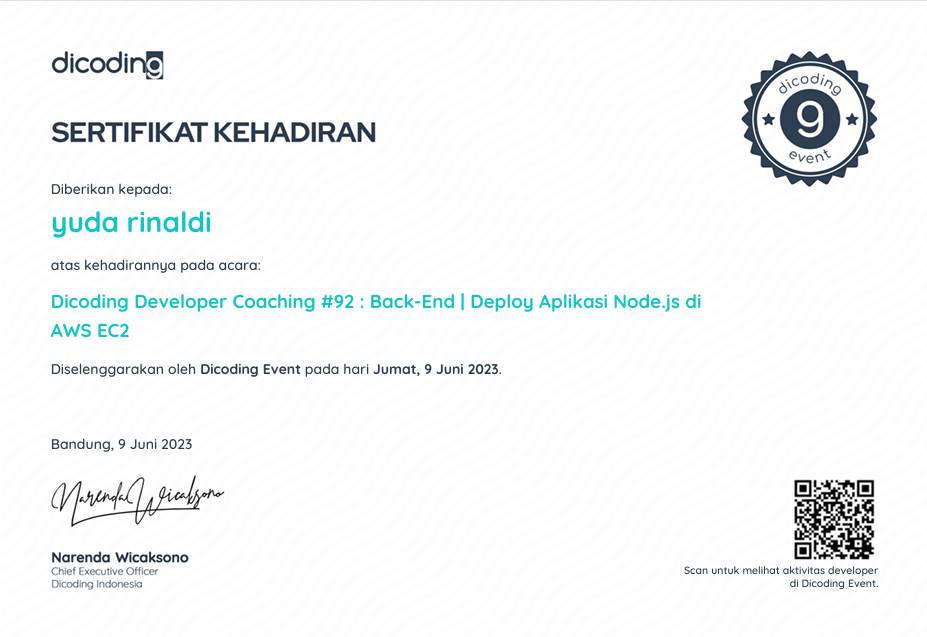 dicoding
SERTIFIKAT KEHADIRAN
dicoding
9
event
Diberikan kepada:
yuda rinaldi
atas kehadirannya pada acara:
Dicoding Developer Coaching #92 : Back-End | Deploy Aplikasi Node.js di
AWS EC2
Diselenggarakan oleh Dicoding Event pada hari Jumat, 9 Juni 2023.
Bandung, 9 Juni 2023
Narenda Wicaksono
Narenda Wicaksono
Chief Executive Officer
Dicoding Indonesia
Scan untuk melihat aktivitas developer
di Dicoding Event.